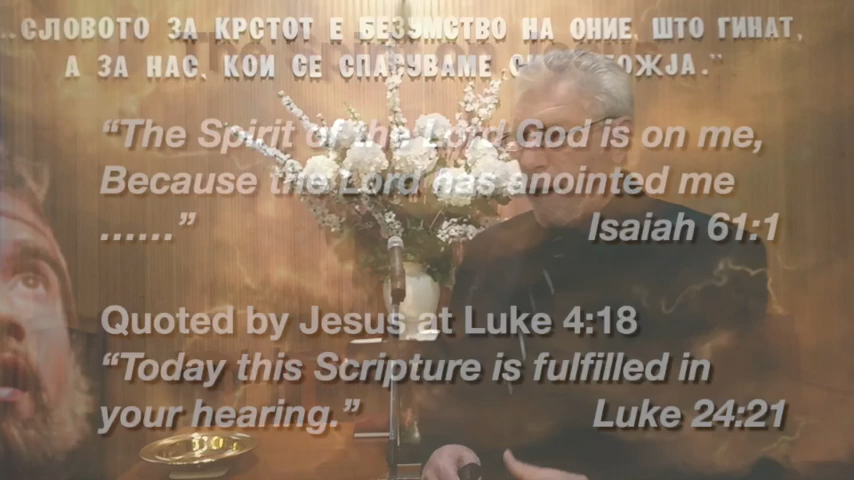 „СЛОВОТО ЗА КРСТОТ Е БЕЗУМСТВО НА ОНИЕ, ШТО ГИНАТ,
А ЗА НАС, КОИ СЕ СПАСУВАМЕ БОЖЈА."
“The Spirit of the Lord God is on me,
Because the Lord has anointed me
……” Isaiah 61:1
Quoted by Jesus at Luke 4:18
“Today this Scripture is fulfilled in
your hearing.” Luke 24:21